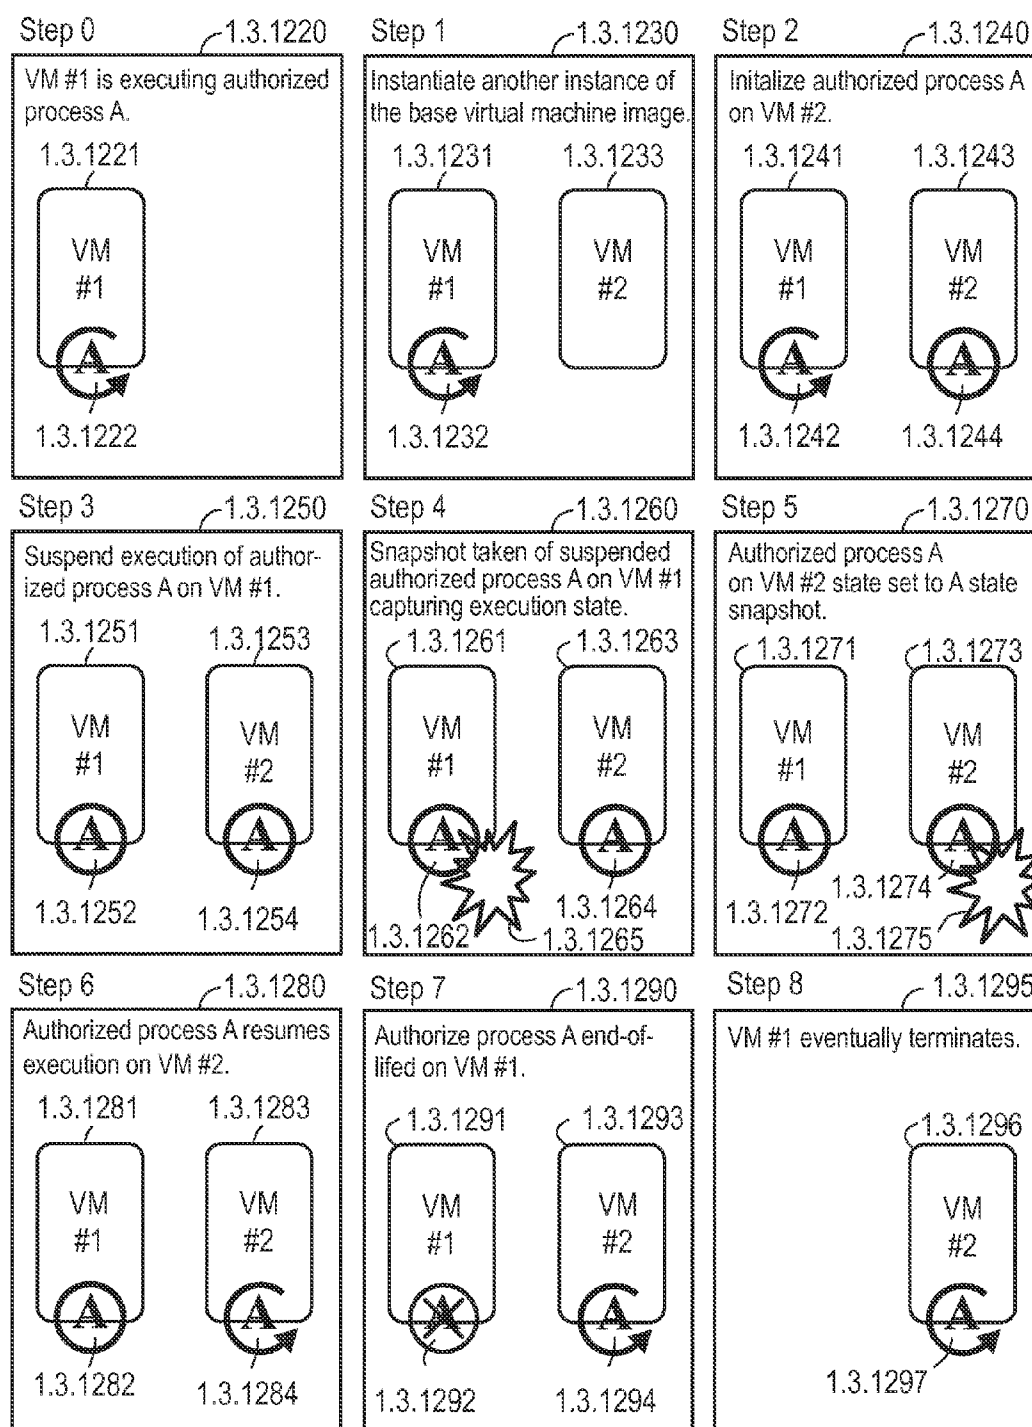 Step 0
1.3.1220
VM #1 is executing authorized
process A.
1.3.1221
VM
#1
A
1.3.1222
Step 1
1.3.1230
Instantiate another instance of
the base virtual machine image.
1.3.1231
1.3.1233
VM
#1
VM
#2
A
1.3.1232
Step 2
1.3.1240
Initalize authorized process A
on VM #2.
1.3.1241
1.3.1243
VM
#1
VM
#2
A
A
1.3.1242
1.3.1244
Step 3
1.3.1250
Suspend execution of author-
ized process A on VM #1.
1.3.1251
1.3.1253
VM
#1
VM
#2
A
A
1.3.1252
1.3.1254
Step 4
1.3.1260
Snapshot taken of suspended
authorized process A on VM #1
capturing execution state.
1.3.1261
1.3.1263
VM
#1
VM
#2
A
A
1.3.1264
1.3.1262
1.3.1265
Step 5
1.3.1270
Authorized process A
on VM #2 state set to A state
snapshot.
1.3.1271
1.3.1273
VM
#1
VM
#2
A
A
1.3.1274
1.3.1272
1.3.1275
Step 6
1.3.1280
Authorized process A resumes
execution on VM #2.
1.3.1281
1.3.1283
VM
#1
VM
#2
A
A
1.3.1282
1.3.1284
Step 7
1.3.1290
Authorize process A end-of-
lifed on VM #1.
1.3.1291
1.3.1293
VM
#1
VM
#2
A
A
1.3.1292
1.3.1294
Step 8
1.3.1295
VM #1 eventually terminates.
1.3.1296
VM
#2
A
1.3.1297